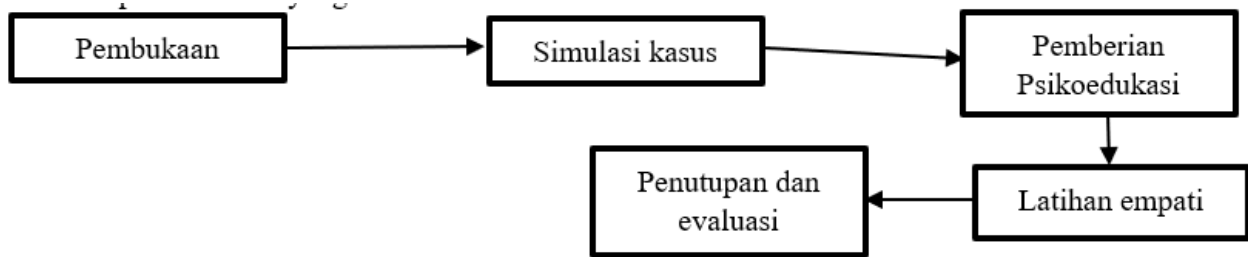 Pembukaan
Simulasi kasus
Pemberian
Psikoedukasi
Latihan empati
Penutupan dan
evaluasi